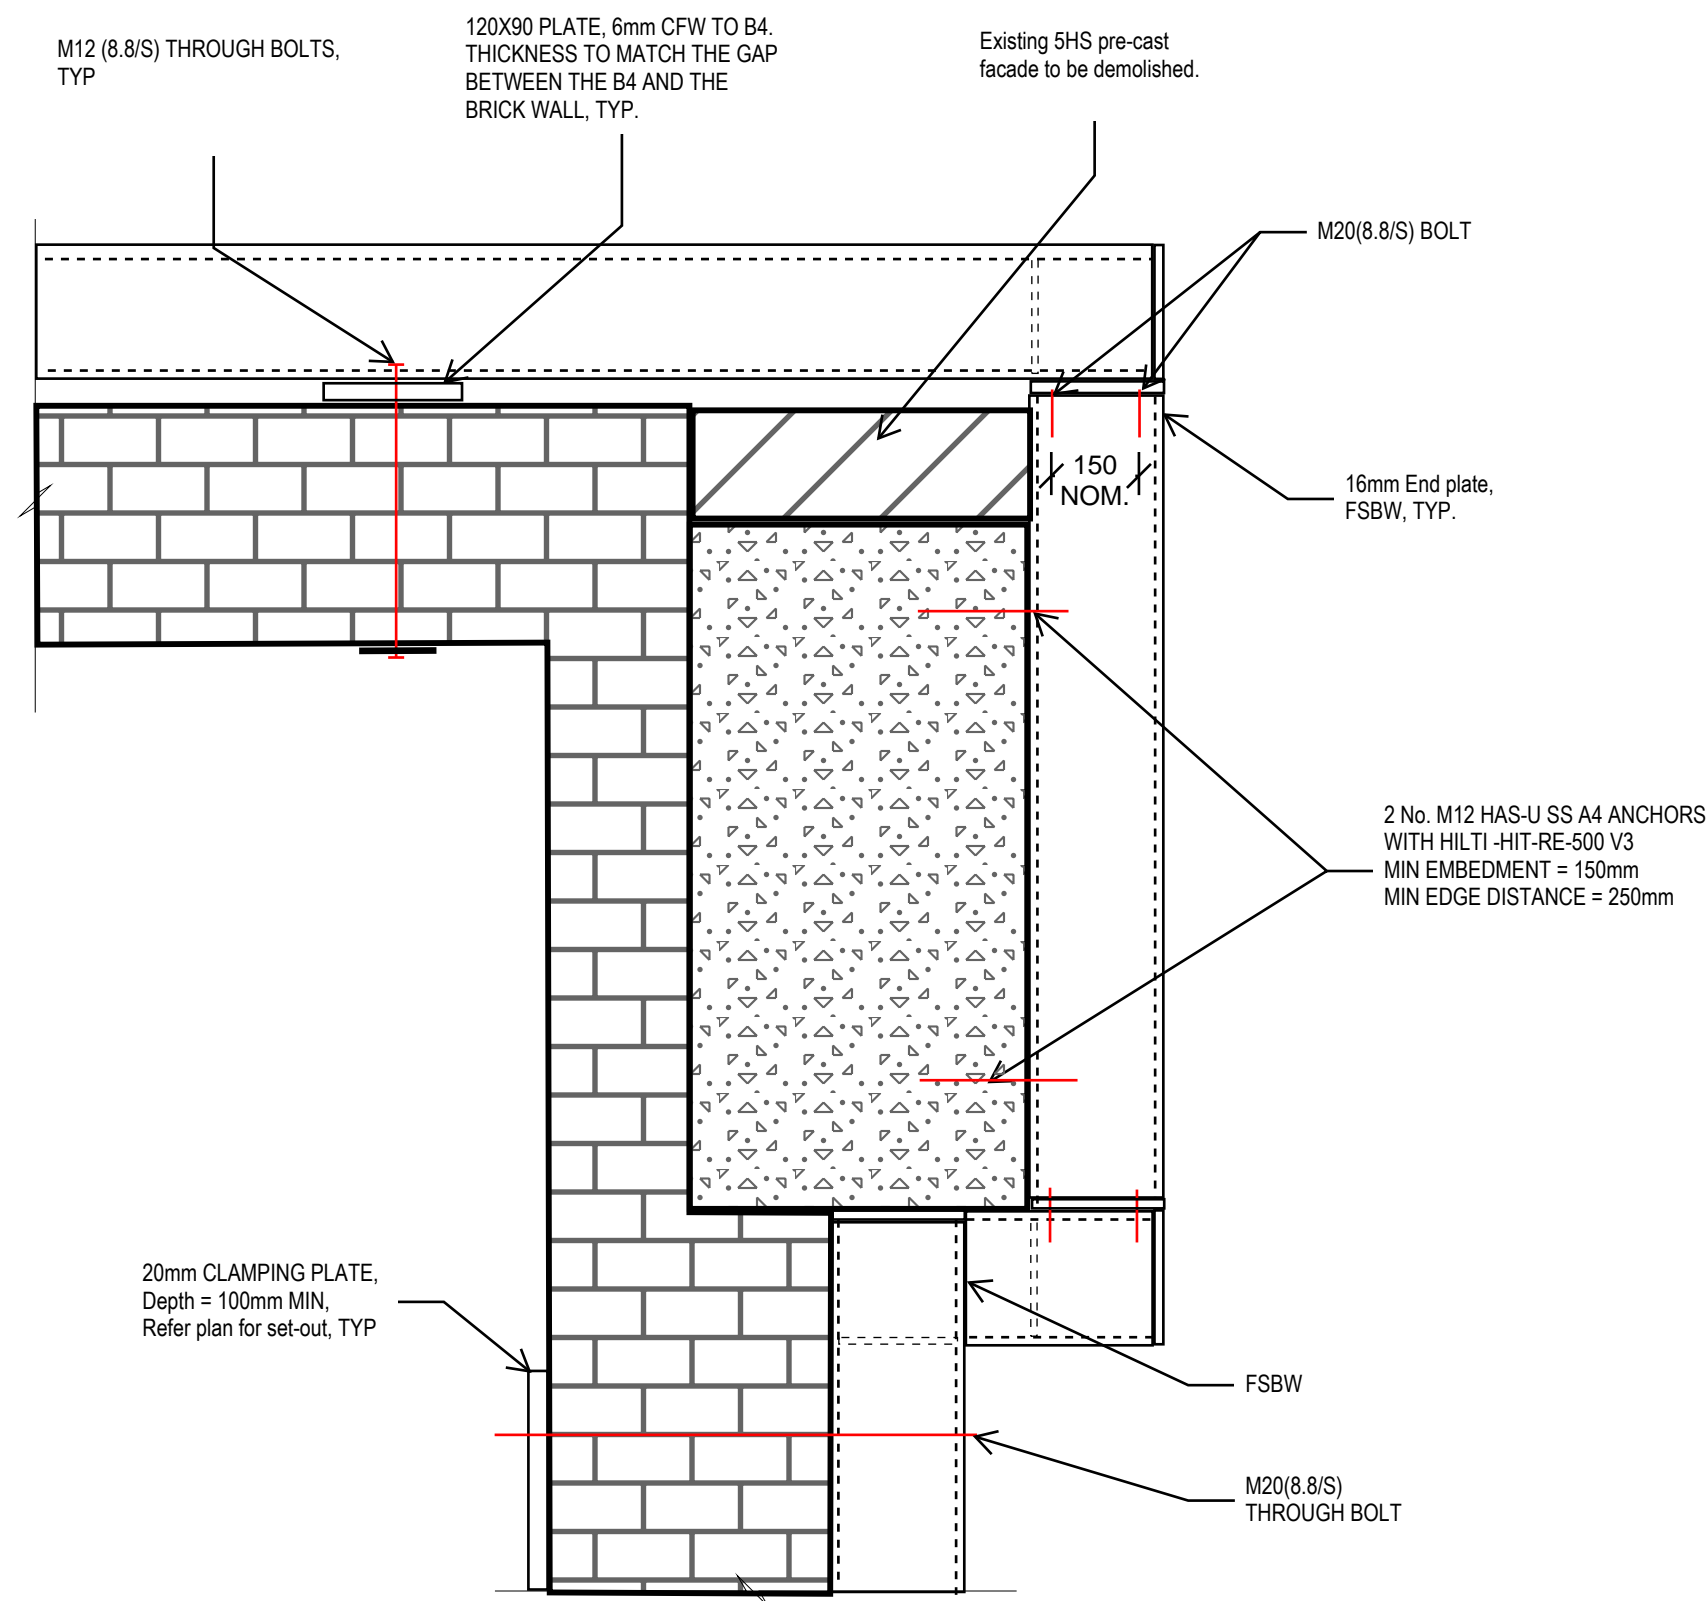 M12 (8.8/S) THROUGH BOLTS,
TYP
120X90 PLATE, 6mm CFW TO B4.
THICKNESS TO MATCH THE GAP
BETWEEN THE B4 AND THE
BRICK WALL, TYP.
Existing 5HS pre-cast
facade to be demolished.
M20(8.8/S) BOLT
150
NOM.
16mm End plate,
FSBW, TYP.
2 No. M12 HAS-U SS A4 ANCHORS
WITH HILTI -HIT-RE-500 V3
MIN EMBEDMENT = 150mm
MIN EDGE DISTANCE = 250mm
20mm CLAMPING PLATE,
Depth = 100mm MIN,
Refer plan for set-out, TYP
FSBW
M20(8.8/S)
THROUGH BOLT